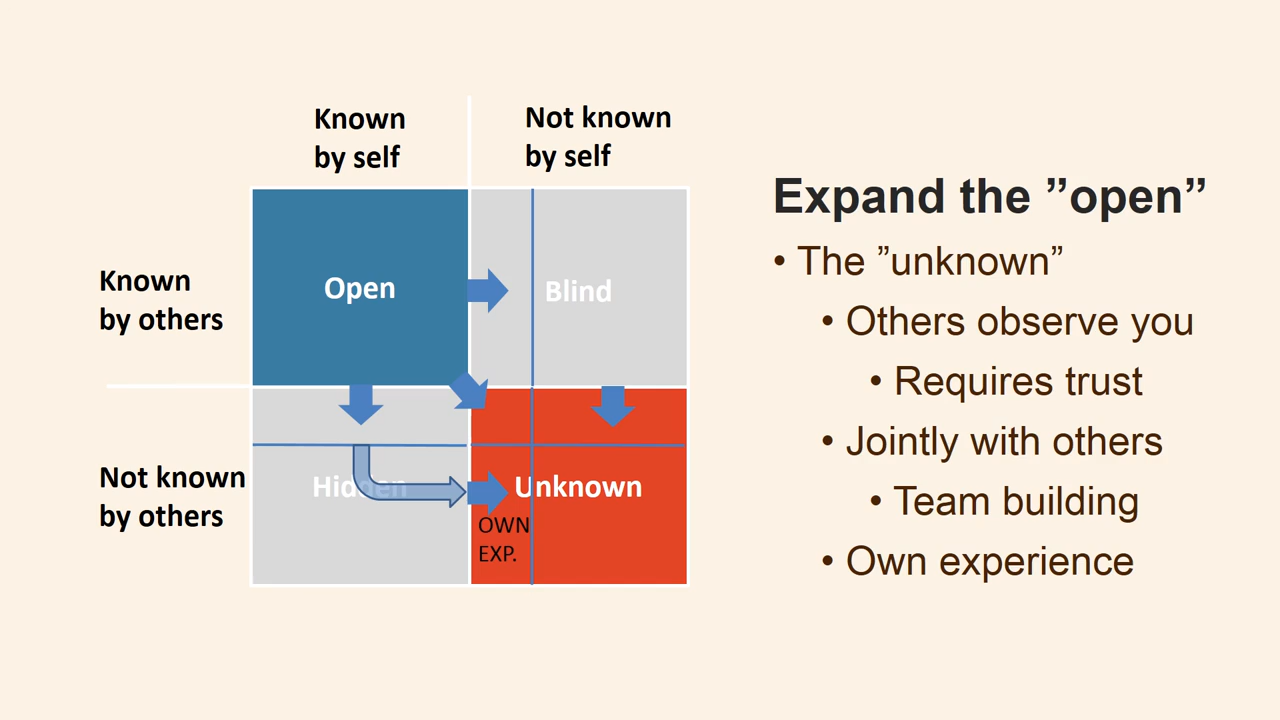 Known
by self
Not known
by self
Known
by others
Open
Blind
Not known
by others
Hidden
Unknown
OWN
EXP.
Expand the ”open”
• The ”unknown”
• Others observe you
• Requires trust
• Jointly with others
• Team building
• Own experience